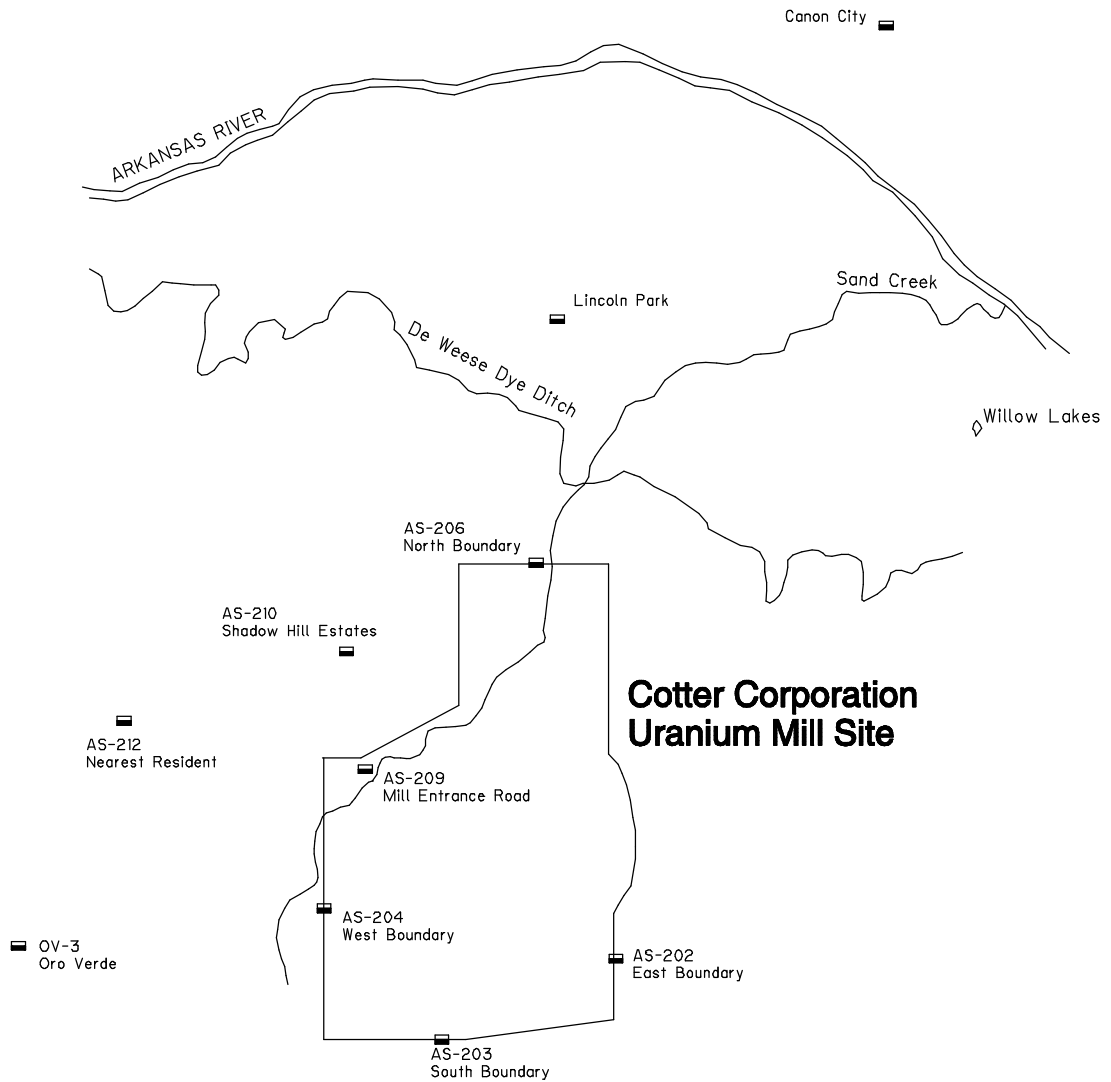 Canon City
ARKANSAS RIVER
Sand Creek
Lincoln Park
De Weese Dye Ditch
Willow Lakes
AS-206
North Boundary
AS-210
Shadow Hill Estates
Cotter Corporation
Uranium Mill Site
AS-212
Nearest Resident
AS-209
Mill Entrance Road
AS-204
West Boundary
OV-3
Oro Verde
AS-202
East Boundary
AS-203
South Boundary